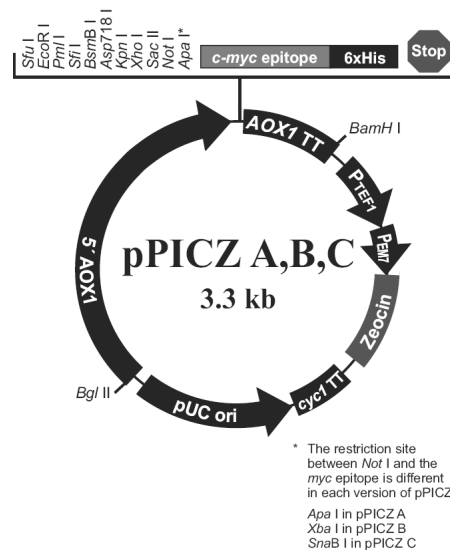 Sfu I
EcoR I
Pml I
Sfi I
BsmB I
Asp718 I
Kpn I
Xho I
Sac II
Not I
Apa I*
c-myc epitope
6xHis
Stop
AOX1 TT
BamH I
PTEF1
PEM7
Zeocin
cyc1 TT
pUC ori
Bgl II
5´ AOX1
pPICZ A,B,C
3.3 kb
* The restriction site
between Not I and the
myc epitope is different
in each version of pPICZ
Apa I in pPICZ A
Xba I in pPICZ B
SnaB I in pPICZ C